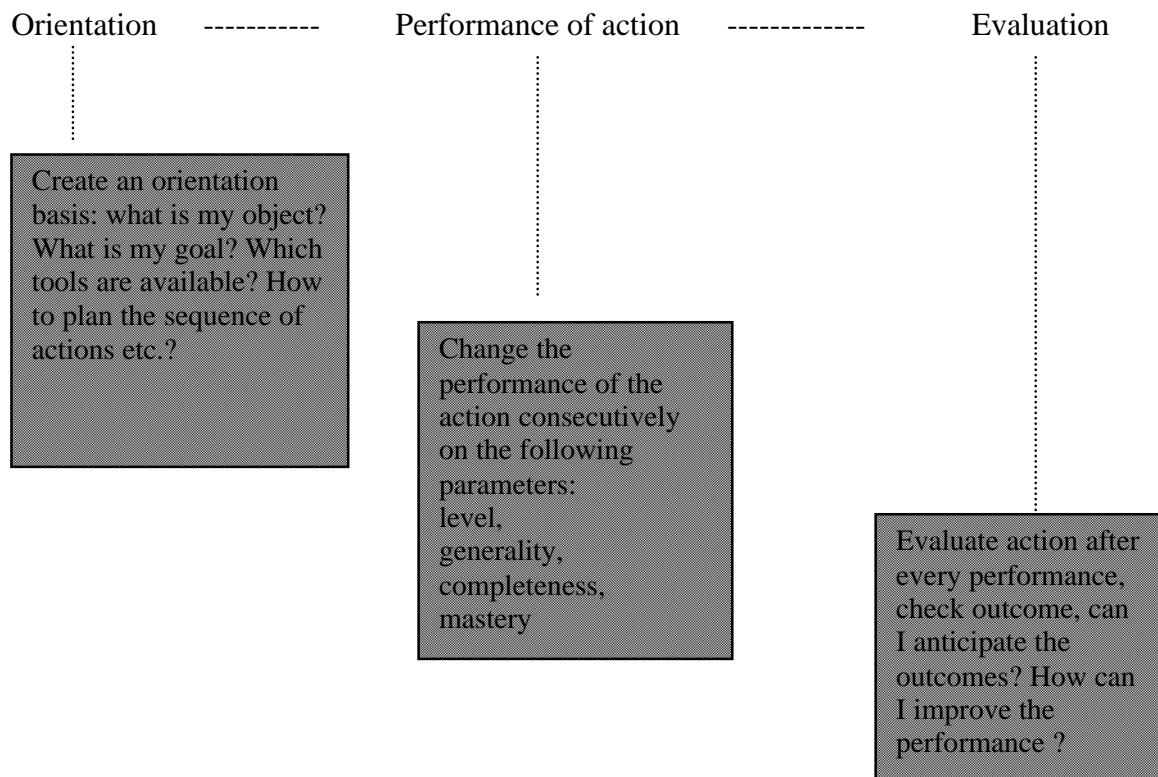 Orientation ---------- Performance of action ------------ Evaluation
Create an orientation
basis: what is my object?
What is my goal? Which
tools are available? How
to plan the sequence of
actions etc.?
Change the
performance of the
action consecutively
on the following
parameters:
level,
generality,
completeness,
mastery
Evaluate action after
every performance,
check outcome, can
I anticipate the
outcomes? How can
I improve the
performance ?